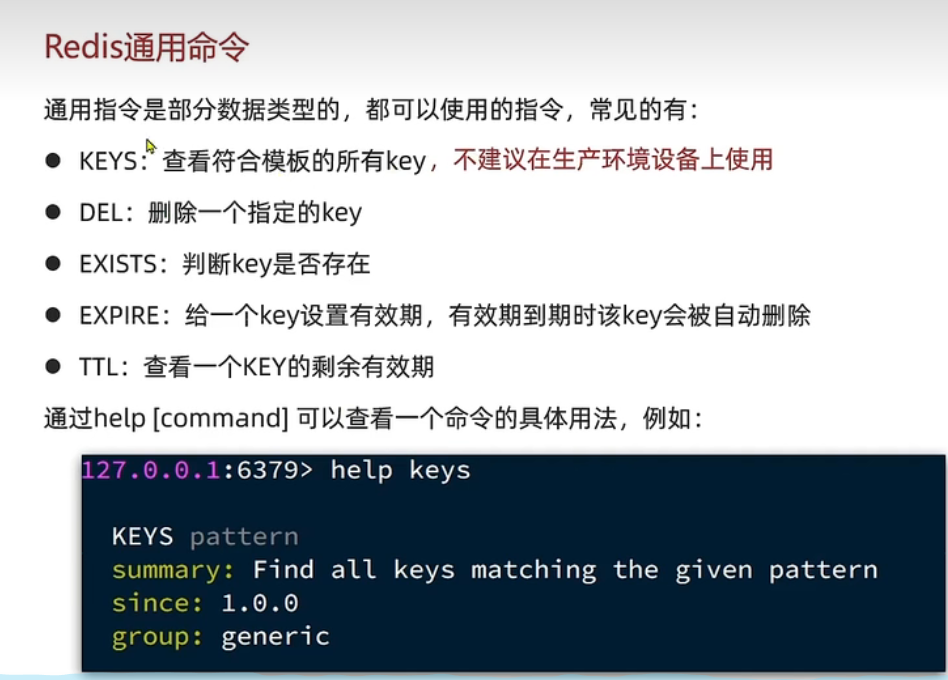 Redis通用命令
通用指令是部分数据类型的，都可以使用的指令，常见的有：
● KEYS：查看符合模板的所有key，不建议在生产环境设备上使用
● DEL：删除一个指定的key
● EXISTS：判断key是否存在
● EXPIRE：给一个key设置有效期，有效期到期时该key会被自动删除
● TTL：查看一个KEY的剩余有效期
通过help [command] 可以查看一个命令的具体用法，例如：
127.0.0.1:6379> help keys
KEYS pattern
summary: Find all keys matching the given pattern
since: 1.0.0
group: generic